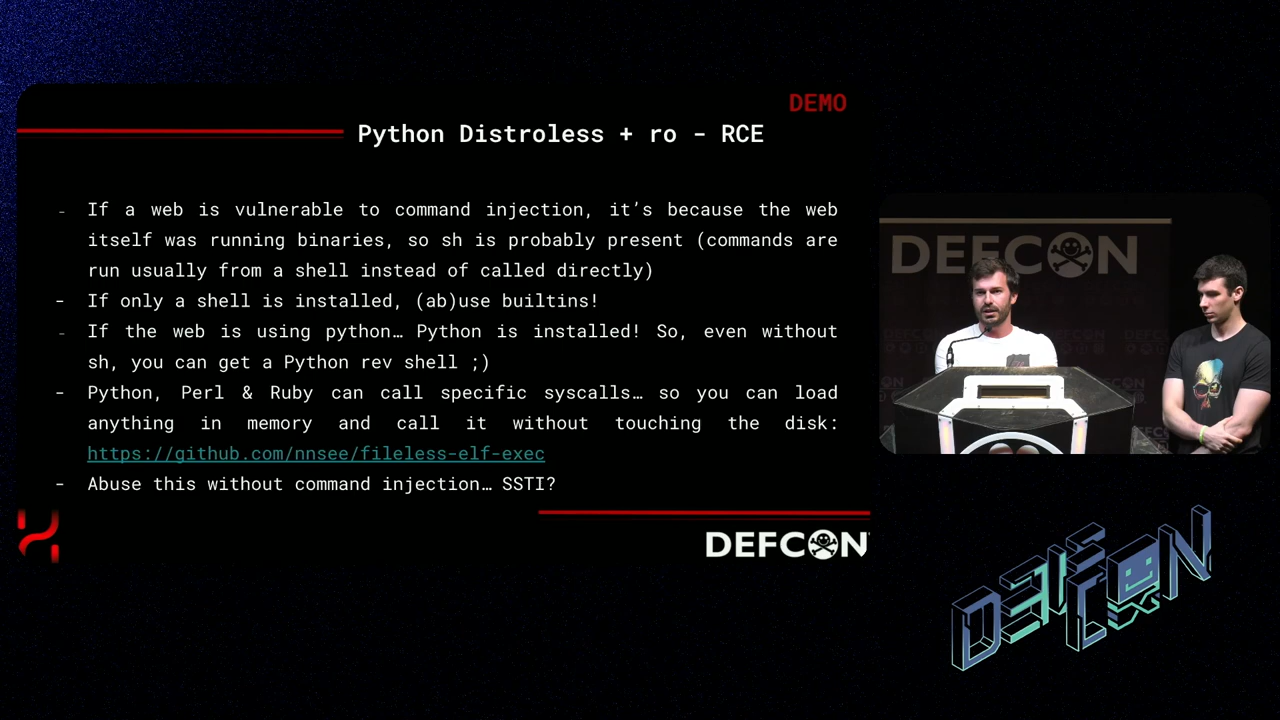 DEMO
Python Distroless + ro - RCE
- If a web is vulnerable to command injection, it’s because the web
itself was running binaries, so sh is probably present (commands are
run usually from a shell instead of called directly)
- If only a shell is installed, (ab)use builtins!
- If the web is using python… Python is installed! So, even without
sh, you can get a Python rev shell ;)
- Python, Perl & Ruby can call specific syscalls… so you can load
anything in memory and call it without touching the disk:
https://github.com/nnsee/fileless-elf-exec
- Abuse this without command injection… SSTI?
DEFCON
DEFCON
DEFCON